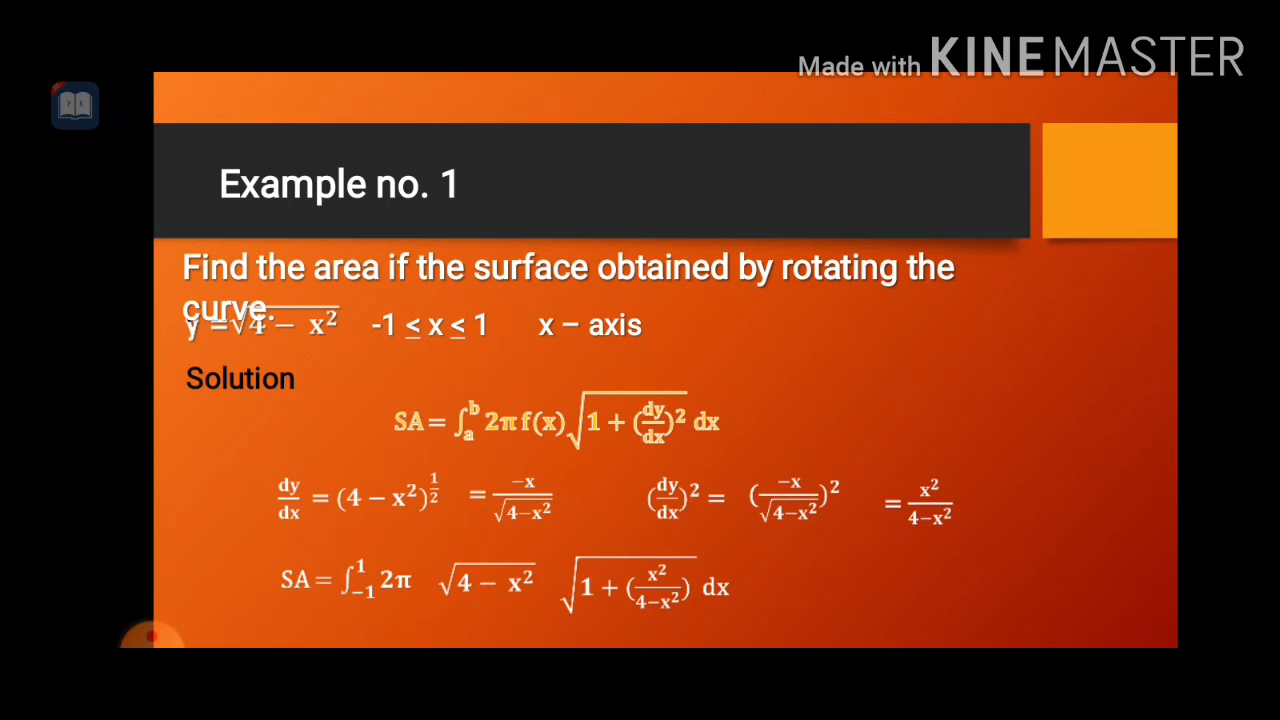 Made with KINEMASTER
Example no. 1
Find the area if the surface obtained by rotating the
curve.
y = √(4 − x²) -1 ≤ x ≤ 1 x – axis
Solution
SA = ∫ₐᵇ 2π f(x) √(1 + (dy/dx)²) dx
dy/dx = (4 − x²)^(1/2) = −x/√(4−x²) (dy/dx)² = (−x/√(4−x²))² = x²/(4−x²)
SA = ∫₋₁¹ 2π √(4 − x²) √(1 + (x²/(4−x²))) dx